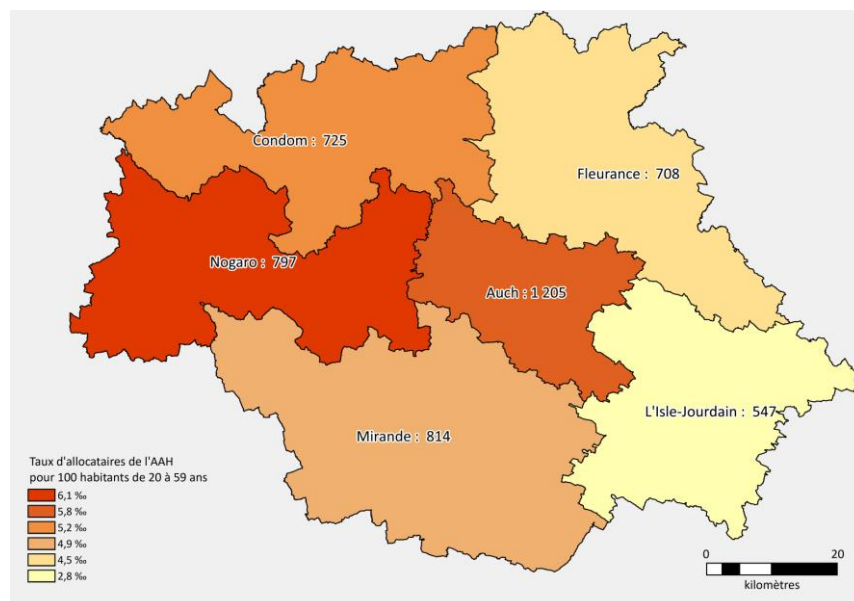 Condom : 725
Fleurance : 708
Nogaro : 797
Auch : 1 205
L'Isle-Jourdain : 547
Mirande : 814
Taux d'allocataires de l'AAH
pour 100 habitants de 20 à 59 ans
6,1 ‰
5,8 ‰
5,2 ‰
4,9 ‰
4,5 ‰
2,8 ‰
0 20
kilomètres